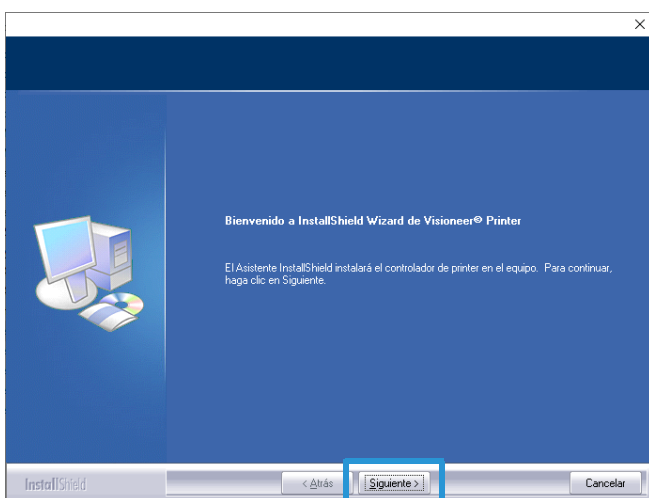 Bienvenido a InstallShield Wizard de Visioneer® Printer
El Asistente InstallShield instalará el controlador de printer en el equipo. Para continuar,
haga clic en Siguiente.
InstallShield
< Atrás
Siguiente >
Cancelar